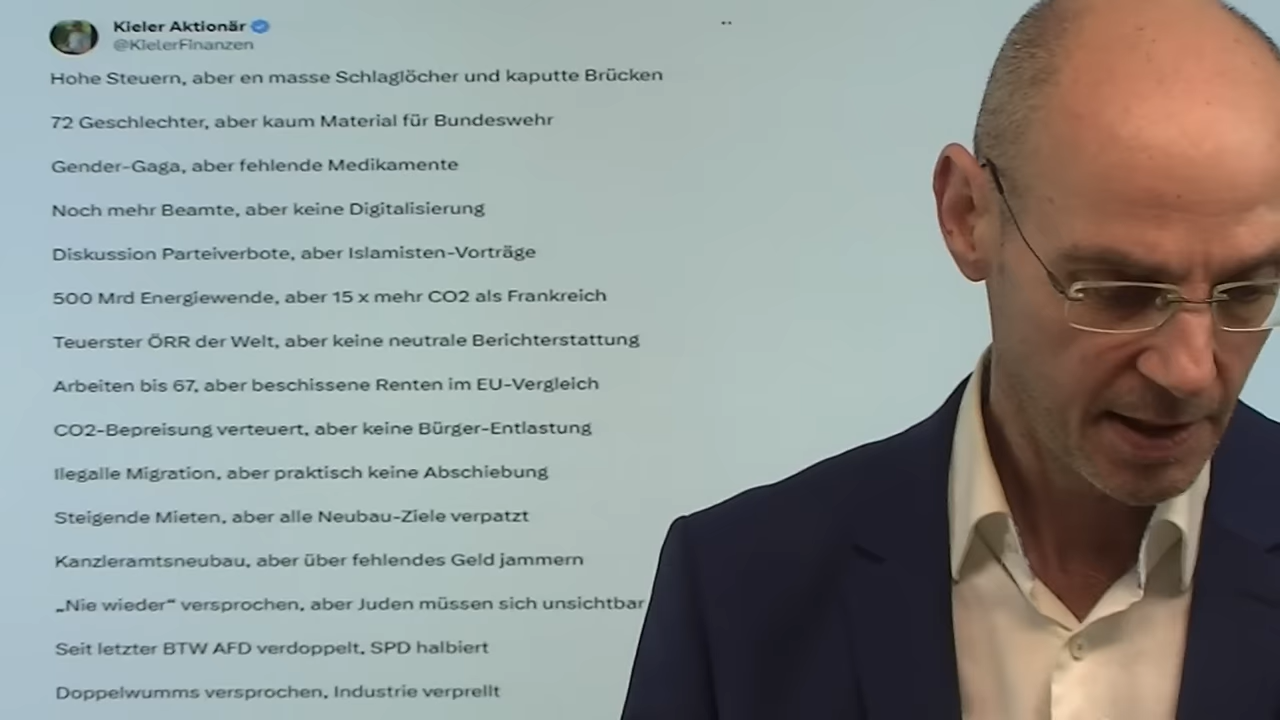 Kieler Aktionär
@KielerFinanzen
Hohe Steuern, aber en masse Schlaglöcher und kaputte Brücken
72 Geschlechter, aber kaum Material für Bundeswehr
Gender-Gaga, aber fehlende Medikamente
Noch mehr Beamte, aber keine Digitalisierung
Diskussion Parteiverbote, aber Islamisten-Vorträge
500 Mrd Energiewende, aber 15 x mehr CO2 als Frankreich
Teuerster ÖRR der Welt, aber keine neutrale Berichterstattung
Arbeiten bis 67, aber beschissene Renten im EU-Vergleich
CO2-Bepreisung verteuert, aber keine Bürger-Entlastung
Ilegalle Migration, aber praktisch keine Abschiebung
Steigende Mieten, aber alle Neubau-Ziele verpatzt
Kanzleramtsneubau, aber über fehlendes Geld jammern
„Nie wieder“ versprochen, aber Juden müssen sich unsichtbar
Seit letzter BTW AFD verdoppelt, SPD halbiert
Doppelwumms versprochen, Industrie verprellt